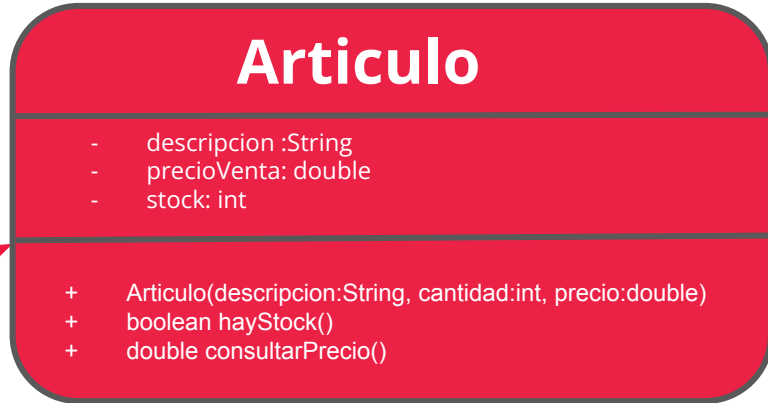 Articulo
- descripcion :String
- precioVenta: double
- stock: int
+ Articulo(descripcion:String, cantidad:int, precio:double)
+ boolean hayStock()
+ double consultarPrecio()